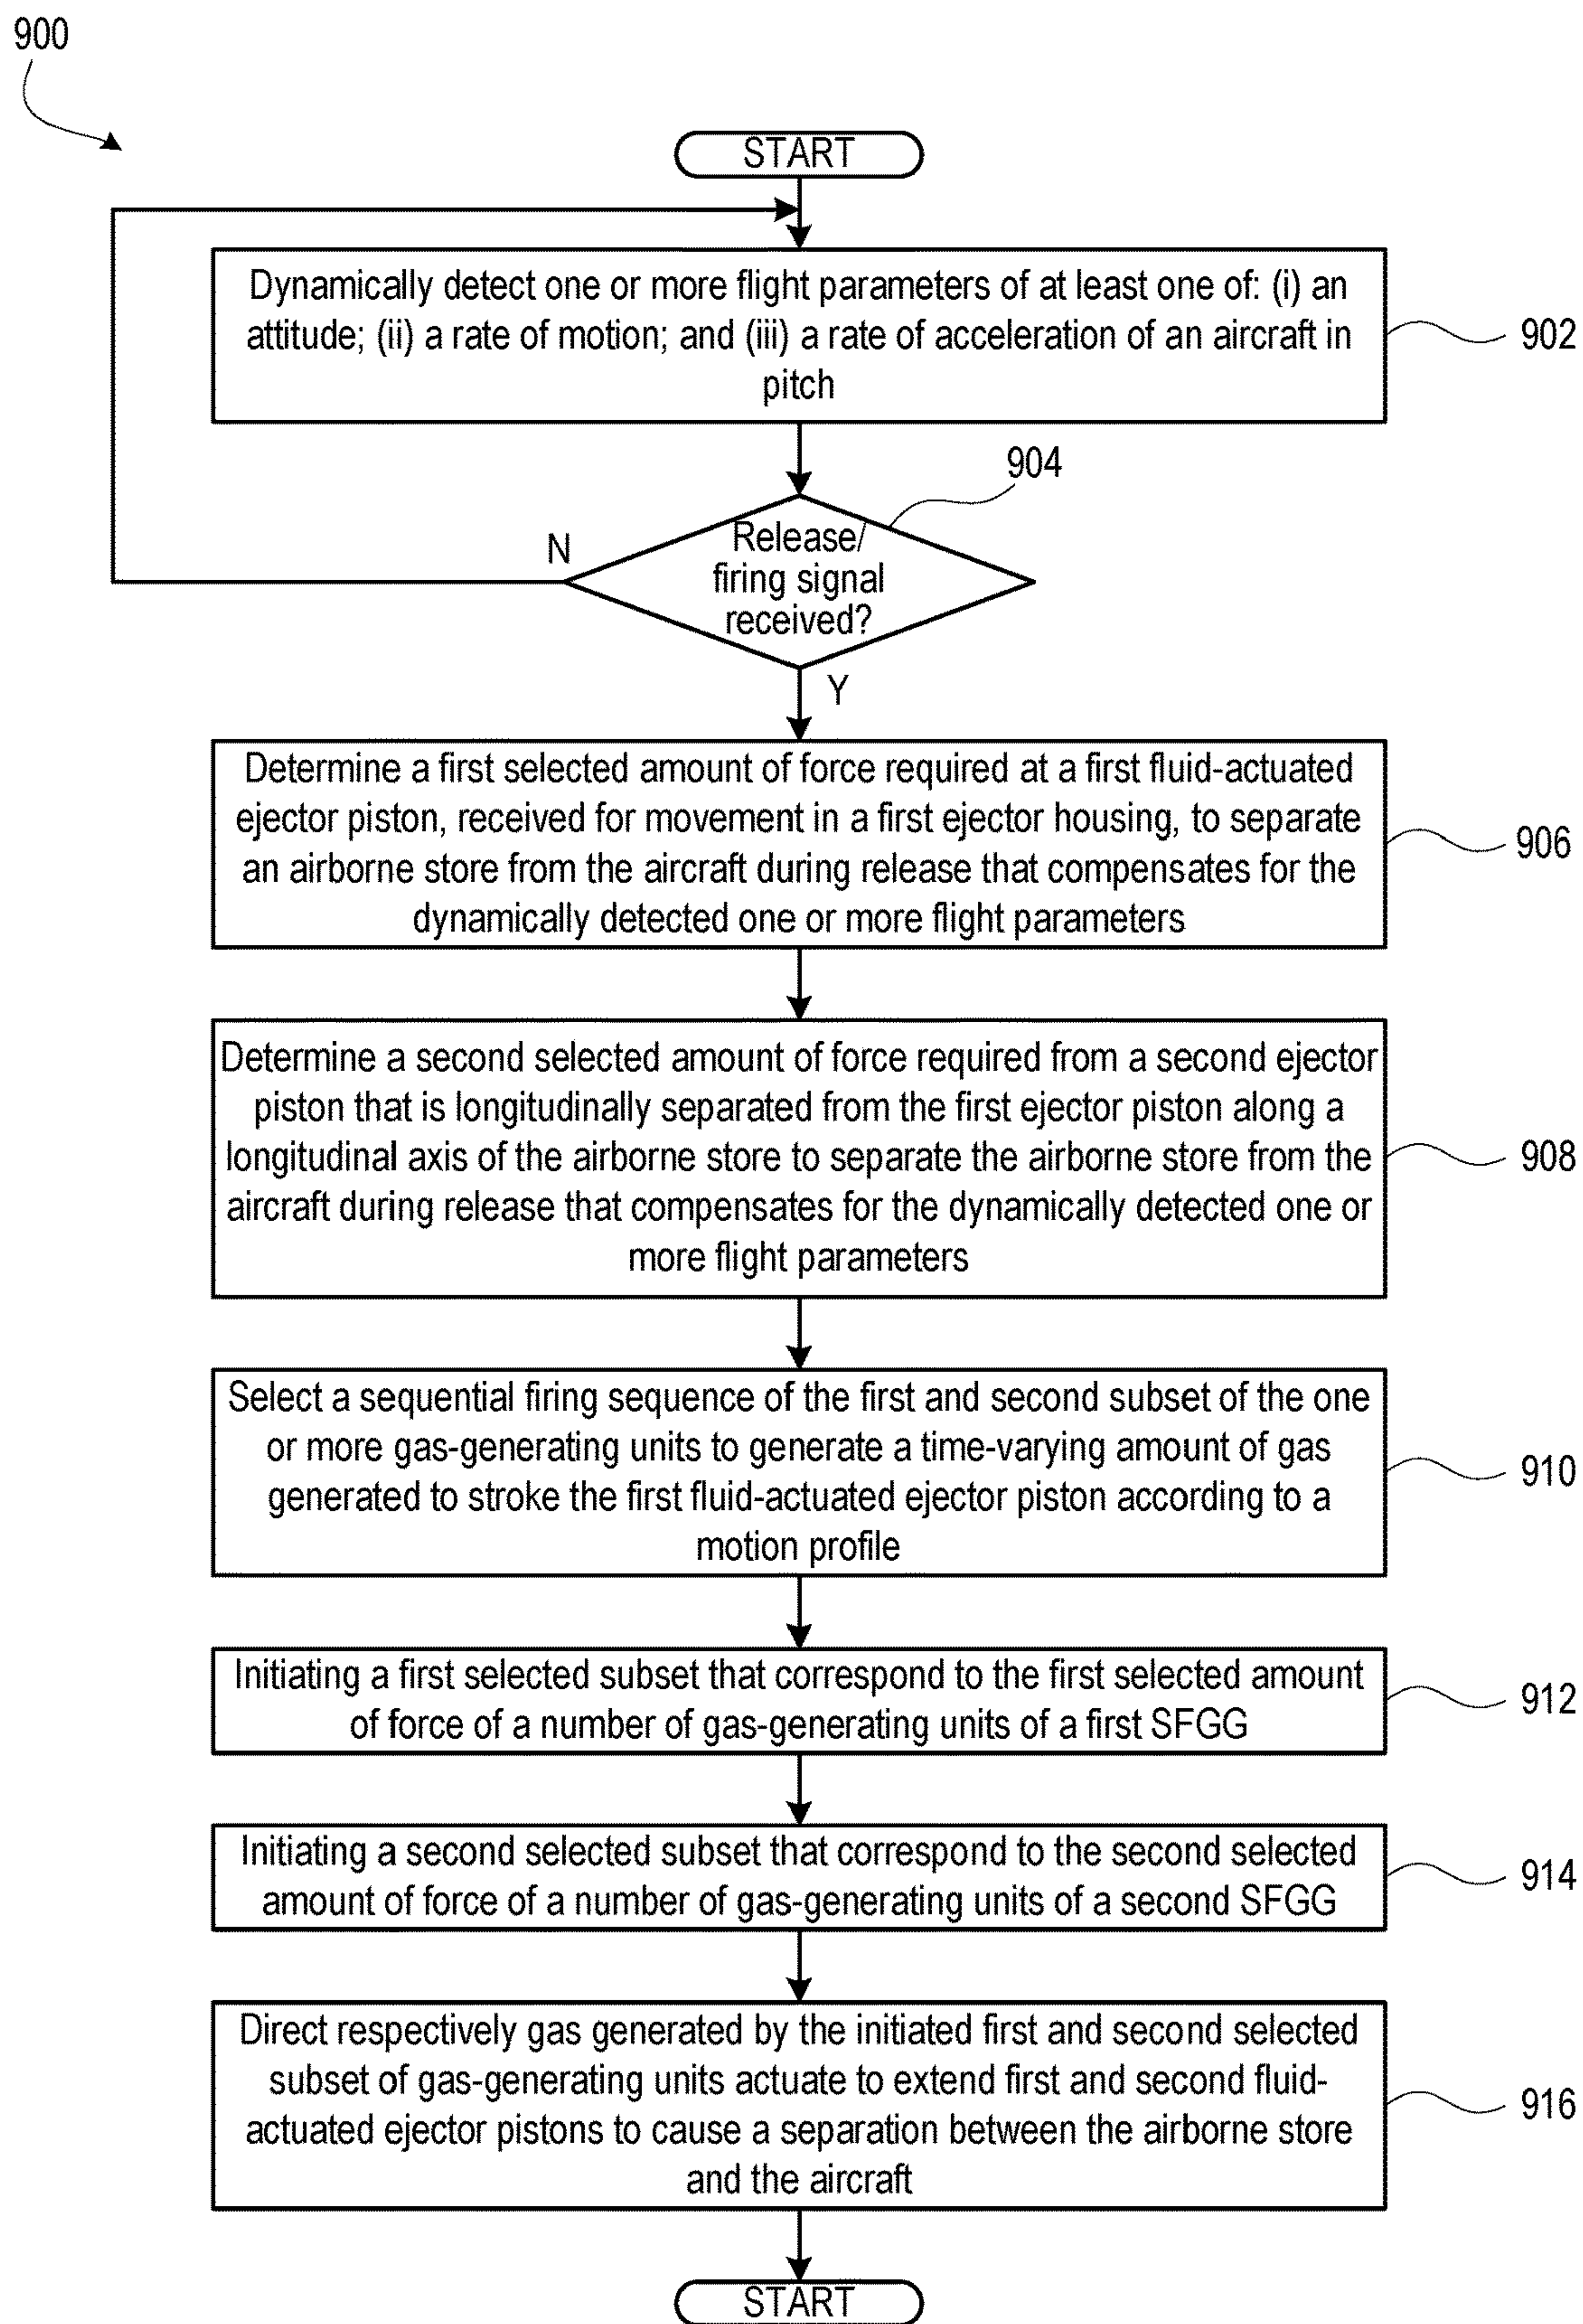 900
START
Dynamically detect one or more flight parameters of at least one of: (i) an
attitude; (ii) a rate of motion; and (iii) a rate of acceleration of an aircraft in
pitch
902
904
Release/
firing signal
received?
N
Y
Determine a first selected amount of force required at a first fluid-actuated
ejector piston, received for movement in a first ejector housing, to separate
an airborne store from the aircraft during release that compensates for the
dynamically detected one or more flight parameters
906
Determine a second selected amount of force required from a second ejector
piston that is longitudinally separated from the first ejector piston along a
longitudinal axis of the airborne store to separate the airborne store from the
aircraft during release that compensates for the dynamically detected one or
more flight parameters
908
Select a sequential firing sequence of the first and second subset of the one
or more gas-generating units to generate a time-varying amount of gas
generated to stroke the first fluid-actuated ejector piston according to a
motion profile
910
Initiating a first selected subset that correspond to the first selected amount
of force of a number of gas-generating units of a first SFGG
912
Initiating a second selected subset that correspond to the second selected
amount of force of a number of gas-generating units of a second SFGG
914
Direct respectively gas generated by the initiated first and second selected
subset of gas-generating units actuate to extend first and second fluid-
actuated ejector pistons to cause a separation between the airborne store
and the aircraft
916
START